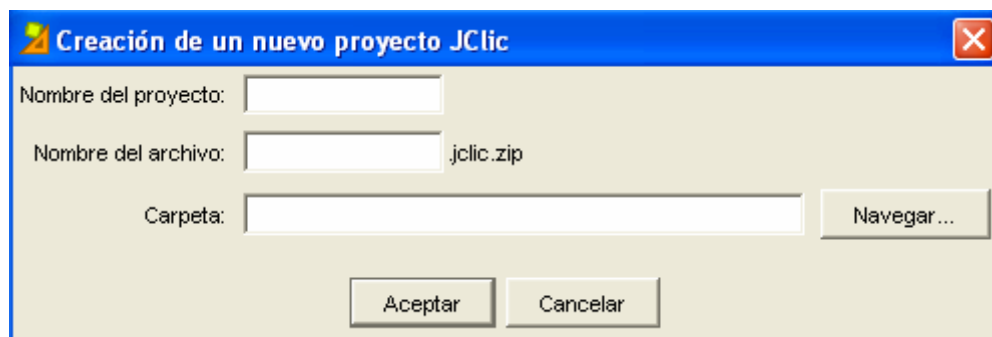 Creación de un nuevo proyecto JClic
Nombre del proyecto:
Nombre del archivo: .jclic.zip
Carpeta: Navegar...
Aceptar Cancelar